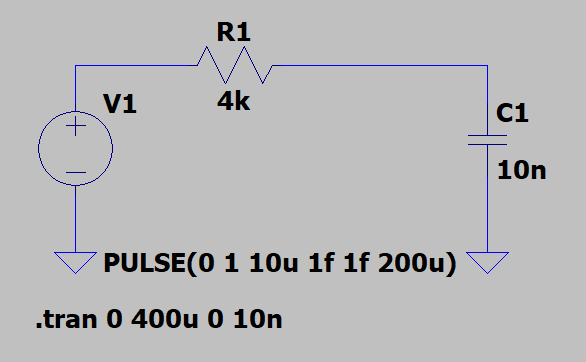 R1
4k
V1
C1
10n
PULSE(0 1 10u 1f 1f 200u)
.tran 0 400u 0 10n